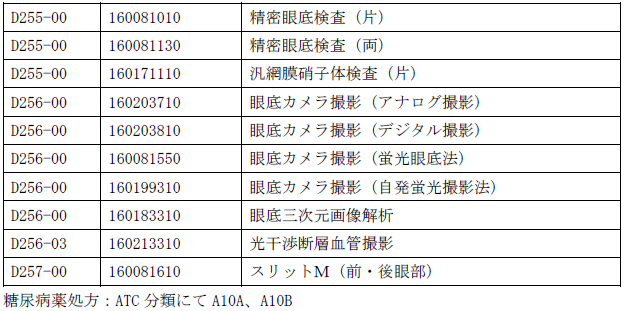 D255-00 160081010 精密眼底検査（片）
D255-00 160081130 精密眼底検査（両）
D255-00 160171110 汎網膜硝子体検査（片）
D256-00 160203710 眼底カメラ撮影（アナログ撮影）
D256-00 160203810 眼底カメラ撮影（デジタル撮影）
D256-00 160081550 眼底カメラ撮影（蛍光眼底法）
D256-00 160199310 眼底カメラ撮影（自発蛍光撮影法）
D256-00 160183310 眼底三次元画像解析
D256-03 160213310 光干渉断層血管撮影
D257-00 160081610 スリットM（前・後眼部）
糖尿病薬処方：ATC 分類にて A10A、A10B